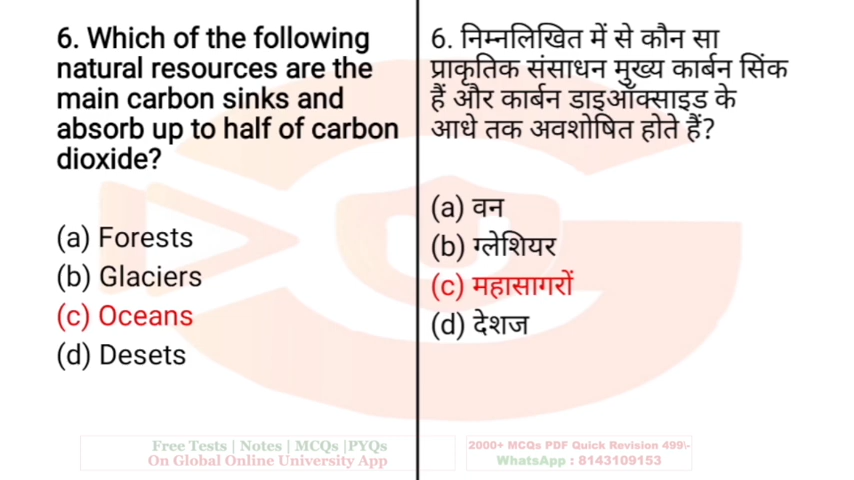 6. Which of the following
natural resources are the
main carbon sinks and
absorb up to half of carbon
dioxide?
(a) Forests
(b) Glaciers
(c) Oceans
(d) Desets
6. निम्नलिखित में से कौन सा
प्राकृतिक संसाधन मुख्य कार्बन सिंक
हैं और कार्बन डाइऑक्साइड के
आधे तक अवशोषित होते हैं?
(a) वन
(b) ग्लेशियर
(c) महासागरों
(d) देशज
Free Tests | Notes | MCQs |PYQs
On Global Online University App
2000+ MCQs PDF Quick Revision 499\-
WhatsApp : 8143109153